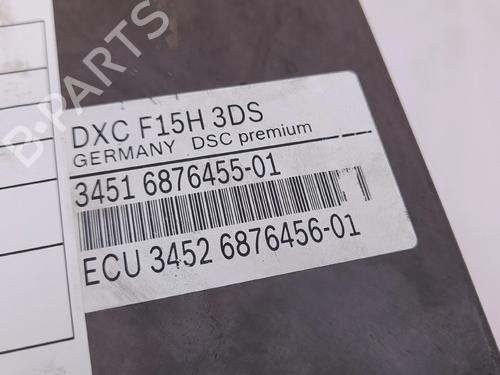 B-PARTS
DXC F15H 3DS
GERMANY DSC premium
3451 6876455-01
ECU 3452 6876456-01